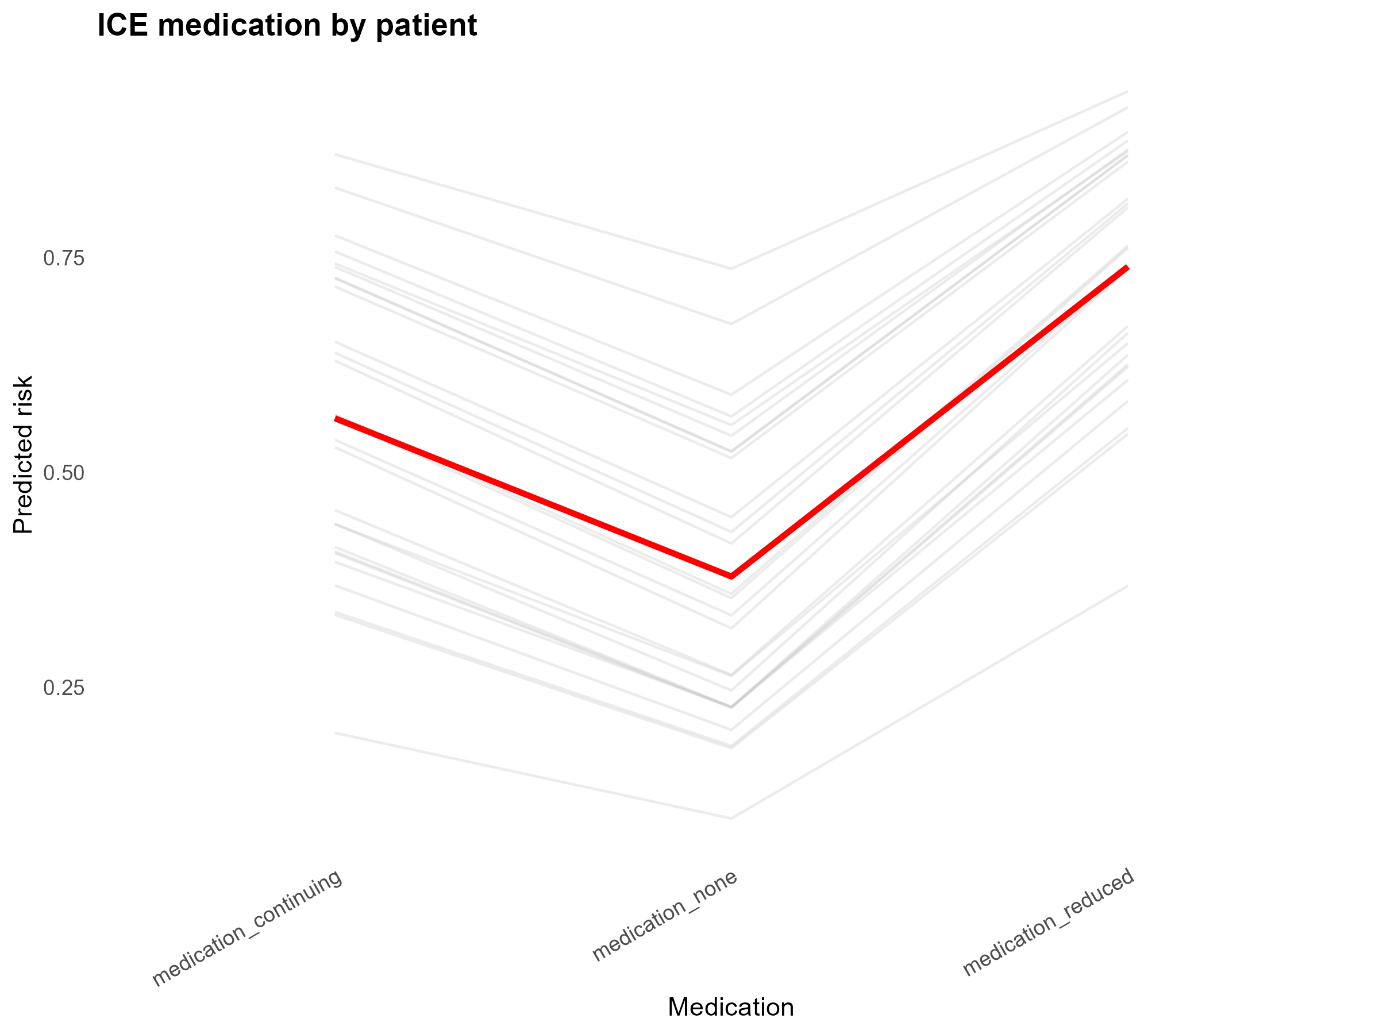 ICE medication by patient
0.75
0.50
0.25
Predicted risk
medication_continuing
medication_none
medication_reduced
Medication